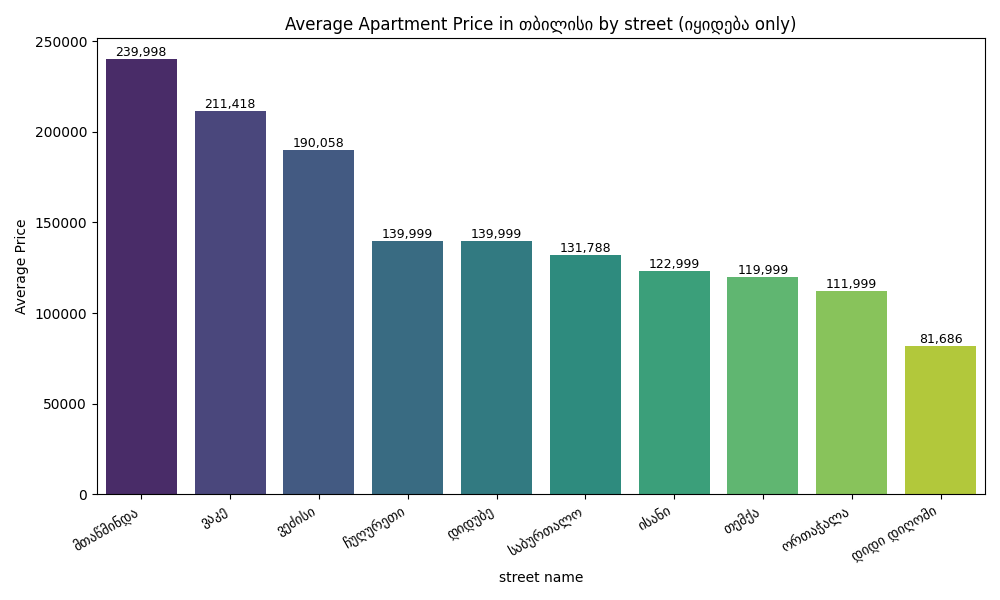 Average Apartment Price in თბილისი by street (იყიდება only)
Average Price
250000
200000
150000
100000
50000
0
239,998
211,418
190,058
139,999
139,999
131,788
122,999
119,999
111,999
81,686
მთაწმინდა
ვაკე
ვეძისი
ჩუღურეთი
დიდუბე
საბურთალო
ისანი
თემქა
ორთაჭალა
დიდი დიღომი
street name